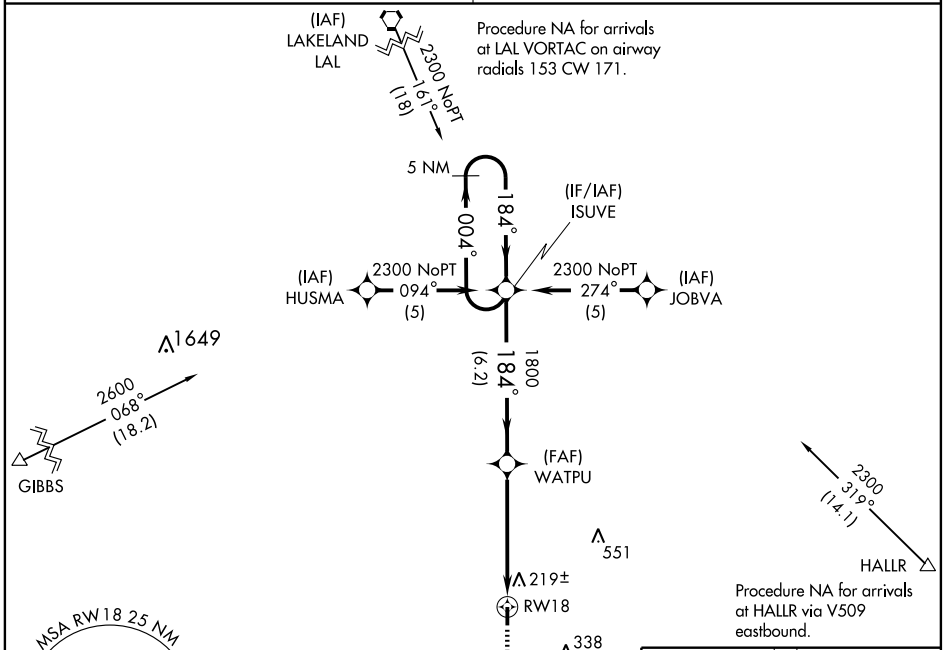 (IAF)
LAKELAND
LAL
2300 NoPT
161°
(18)
Procedure NA for arrivals
at LAL VORTAC on airway
radials 153 CW 171.
5 NM
004°
184°
(IF/IAF)
ISUVE
(IAF)
HUSMA
2300 NoPT
094°
(5)
2300 NoPT
274°
(5)
(IAF)
JOBVA
1649
1800
184°
(6.2)
2600
068°
(18.2)
GIBBS
(FAF)
WATPU
2300
319°
(14.1)
HALLR
551
219±
RW18
Procedure NA for arrivals
at HALLR via V509
eastbound.
MSA RW18 25 NM
338